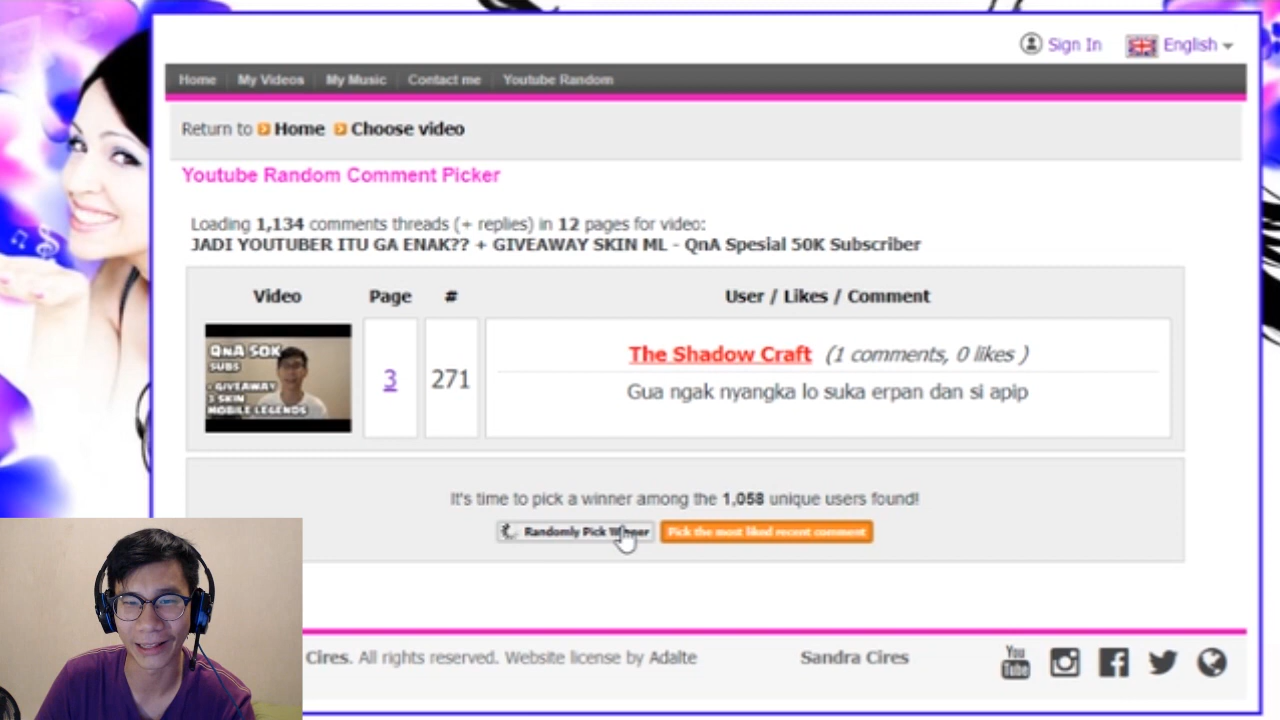 Sign In English
Home My Videos My Music Contact me Youtube Random
Return to Home Choose video
Youtube Random Comment Picker
Loading 1,134 comments threads (+ replies) in 12 pages for video:
JADI YOUTUBER ITU GA ENAK?? + GIVEAWAY SKIN ML - QnA Spesial 50K Subscriber
Video Page # User / Likes / Comment
QNA 50K
SUBS
+ GIVEAWAY
3 SKIN
MOBILE LEGENDS
3
271
The Shadow Craft (1 comments, 0 likes )
Gua ngak nyangka lo suka erpan dan si apip
It's time to pick a winner among the 1,058 unique users found!
Randomly Pick Winner Pick the most liked recent comment
Cires. All rights reserved. Website license by Adalte
Sandra Cires
You
Tube